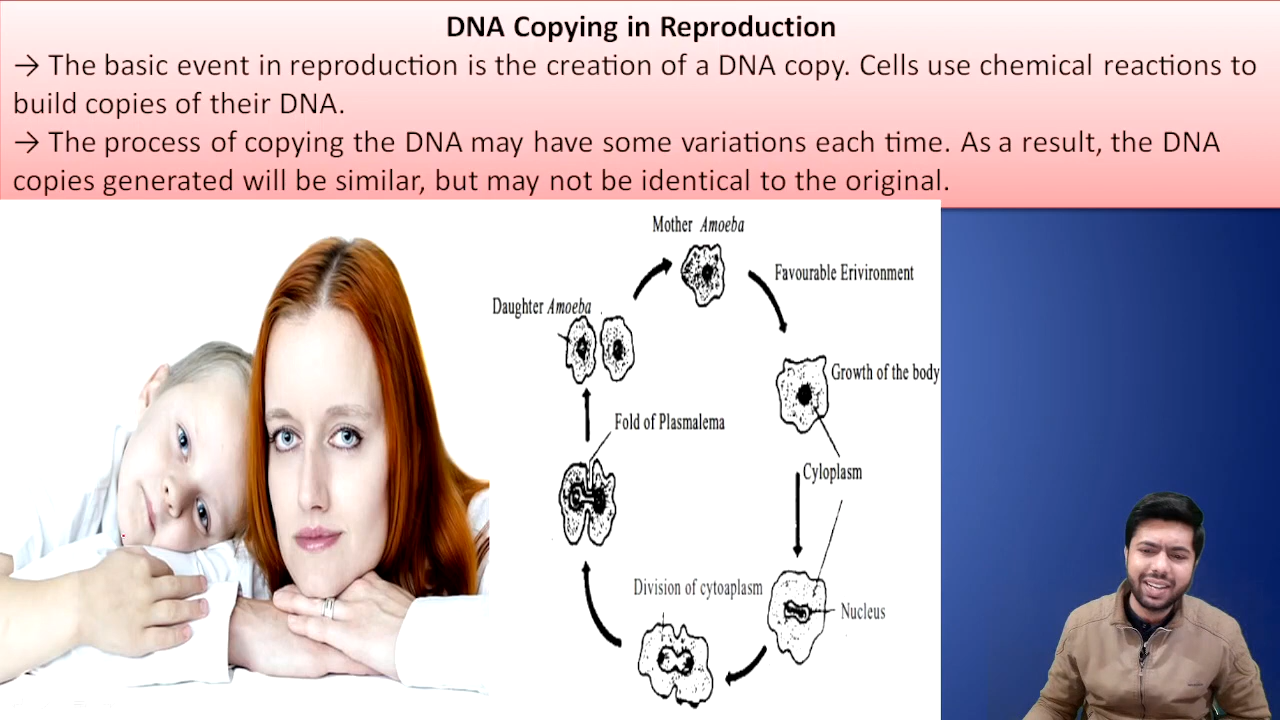 DNA Copying in Reproduction
→ The basic event in reproduction is the creation of a DNA copy. Cells use chemical reactions to
build copies of their DNA.
→ The process of copying the DNA may have some variations each time. As a result, the DNA
copies generated will be similar, but may not be identical to the original.
Mother Amoeba
Favourable Erivironment
Daughter Amoeba
Growth of the body
Fold of Plasmalema
Cyloplasm
Division of cytoaplasm
Nucleus